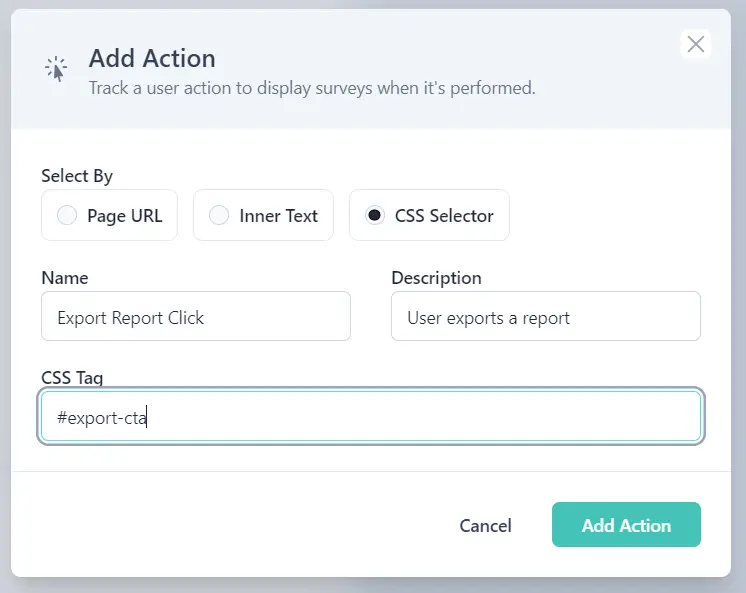 Add Action
Track a user action to display surveys when it's performed.
Select By
Page URL Inner Text CSS Selector
Name Description
Export Report Click User exports a report
CSS Tag
#export-cta
Cancel Add Action